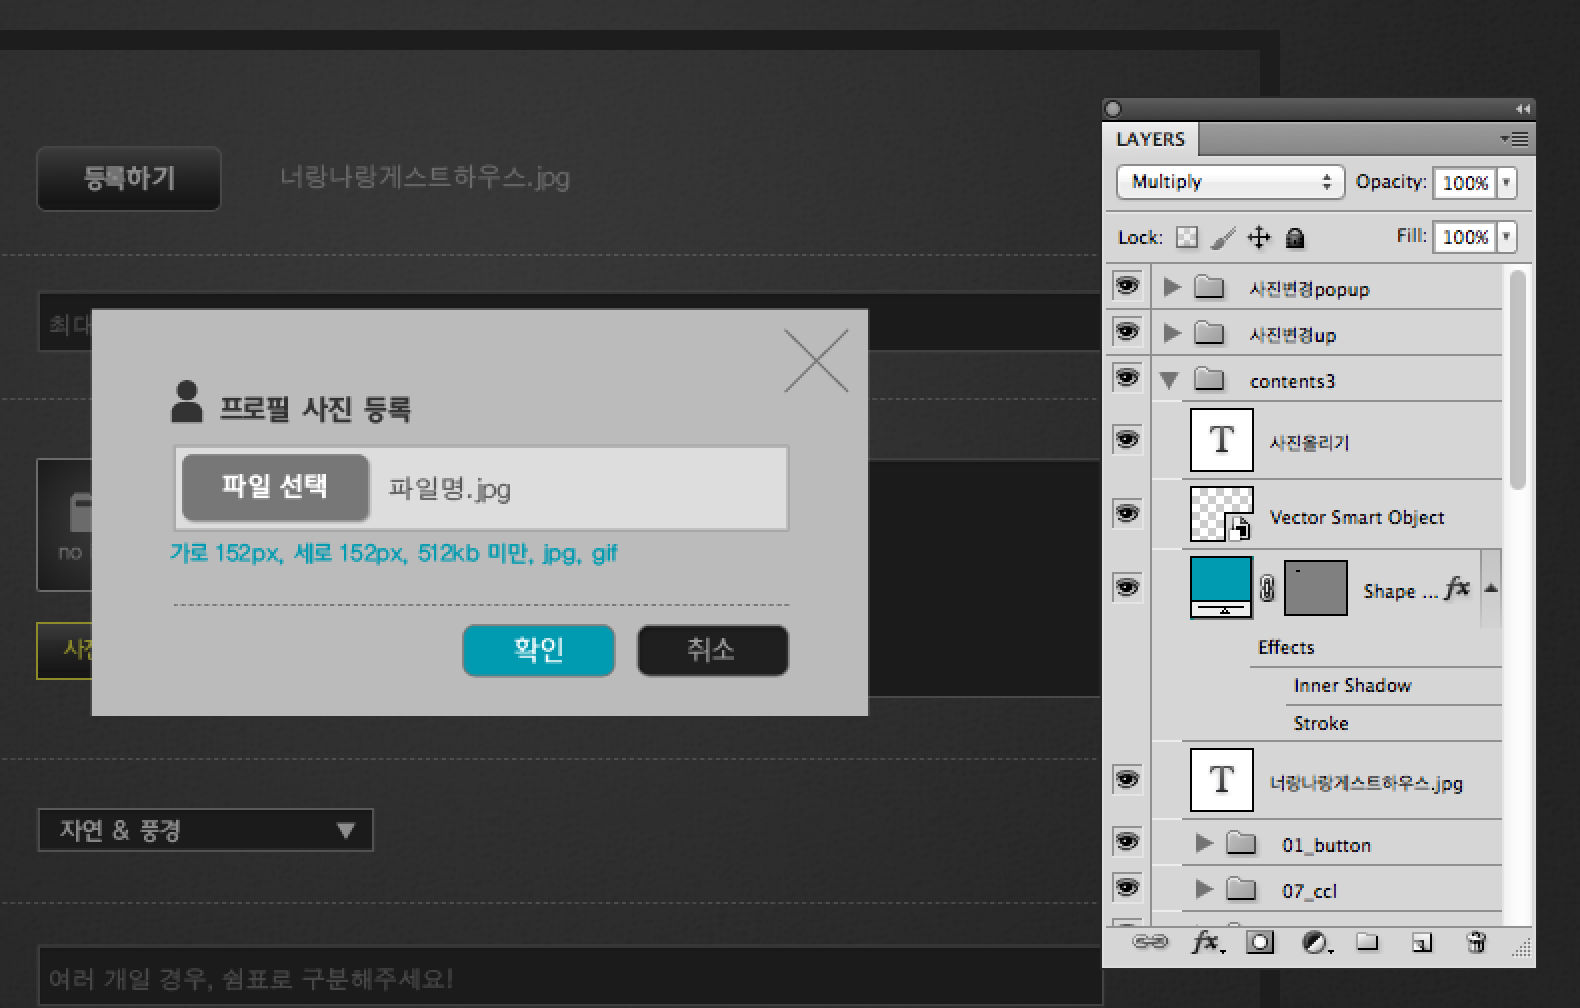 등록하기
너랑나랑게스트하우스.jpg
최대
프로필 사진 등록
파일 선택
파일명.jpg
가로 152px, 세로 152px, 512kb 미만, jpg, gif
확인
취소
no
사진
자연 & 풍경
여러 개일 경우, 쉼표로 구분해주세요!
LAYERS
Multiply
Opacity: 100%
Lock:
Fill: 100%
사진변경popup
사진변경up
contents3
T
사진올리기
Vector Smart Object
Shape ... fx
Effects
Inner Shadow
Stroke
T
너랑나랑게스트하우스.jpg
01_button
07_ccl
fx